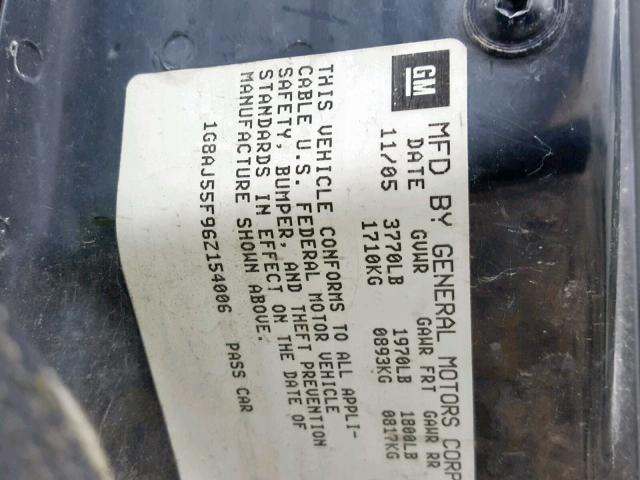 GM
MFD BY GENERAL MOTORS CORP
DATE GVWR GAWR FRT GAWR RR
11/05 3770LB 1970LB 1800LB
1710KG 0893KG 0817KG
THIS VEHICLE CONFORMS TO ALL APPLI-
CABLE U.S. FEDERAL MOTOR VEHICLE
SAFETY, BUMPER, AND THEFT PREVENTION
STANDARDS IN EFFECT ON THE DATE OF
MANUFACTURE SHOWN ABOVE.
1G8AJ55F96Z154006 PASS CAR